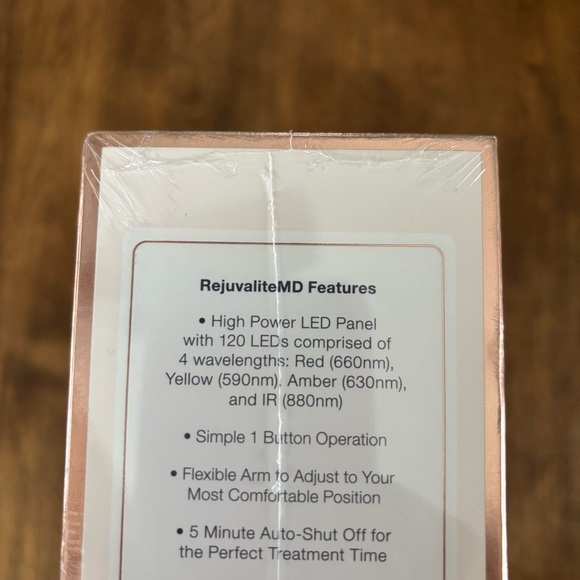 RejuvaliteMD Features
• High Power LED Panel
with 120 LEDs comprised of
4 wavelengths: Red (660nm),
Yellow (590nm), Amber (630nm),
and IR (880nm)
• Simple 1 Button Operation
• Flexible Arm to Adjust to Your
Most Comfortable Position
• 5 Minute Auto-Shut Off for
the Perfect Treatment Time